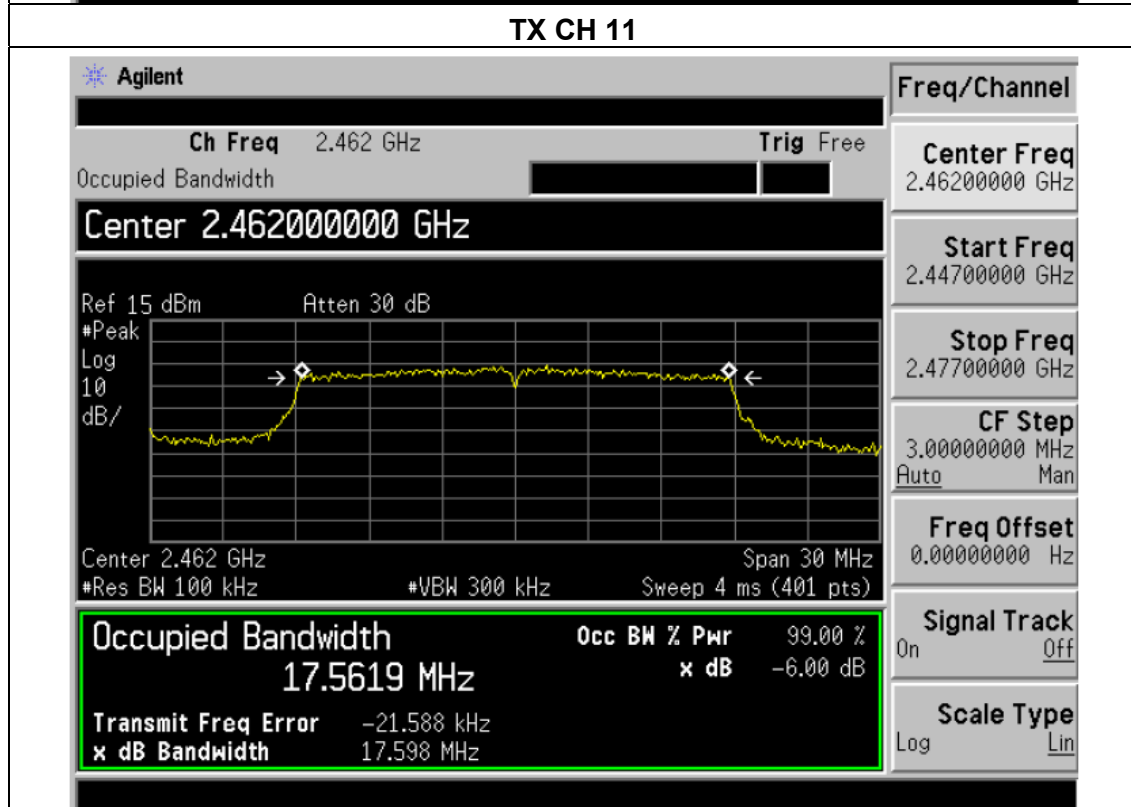 TX CH 11
Agilent
Freq/Channel
Ch Freq 2.462 GHz Trig Free
Occupied Bandwidth
Center Freq
2.46200000 GHz
Center 2.462000000 GHz
Start Freq
2.44700000 GHz
Ref 15 dBm Atten 30 dB
#Peak
Log
10
dB/
Stop Freq
2.47700000 GHz
CF Step
3.00000000 MHz
Auto Man
Freq Offset
0.00000000 Hz
Center 2.462 GHz Span 30 MHz
#Res BW 100 kHz #VBW 300 kHz Sweep 4 ms (401 pts)
Signal Track
On Off
Occupied Bandwidth Occ BW % Pwr 99.00 %
17.5619 MHz x dB -6.00 dB
Transmit Freq Error -21.588 kHz
x dB Bandwidth 17.598 MHz
Scale Type
Log Lin